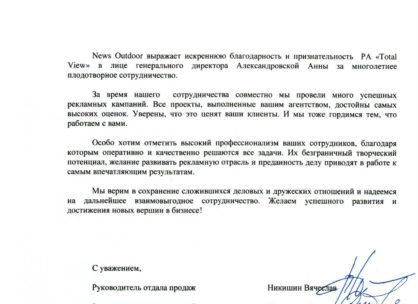 News Outdoor выражает искреннюю благодарность и признательность РА «Total
View» в лице генерального директора Александровской Анны за многолетнее
плодотворное сотрудничество.
За время нашего сотрудничества совместно мы провели много успешных
рекламных кампаний. Все проекты, выполненные вашим агентством, достойны самых
высоких оценок. Уверены, что это ценят ваши клиенты. И мы тоже гордимся тем, что
работаем с вами.
Особо хотим отметить высокий профессионализм ваших сотрудников, благодаря
которым оперативно и качественно решаются все задачи. Их безграничный творческий
потенциал, желание развивать рекламную отрасль и преданность делу приводят в работе к
самым впечатляющим результатам.
Мы верим в сохранение сложившихся деловых и дружеских отношений и надеемся
на дальнейшее взаимовыгодное сотрудничество. Желаем успешного развития и
достижения новых вершин в бизнесе!
С уважением,
Руководитель отдала продаж Никишин Вячеслав